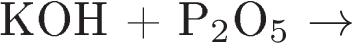 KOH + P₂O₅ →